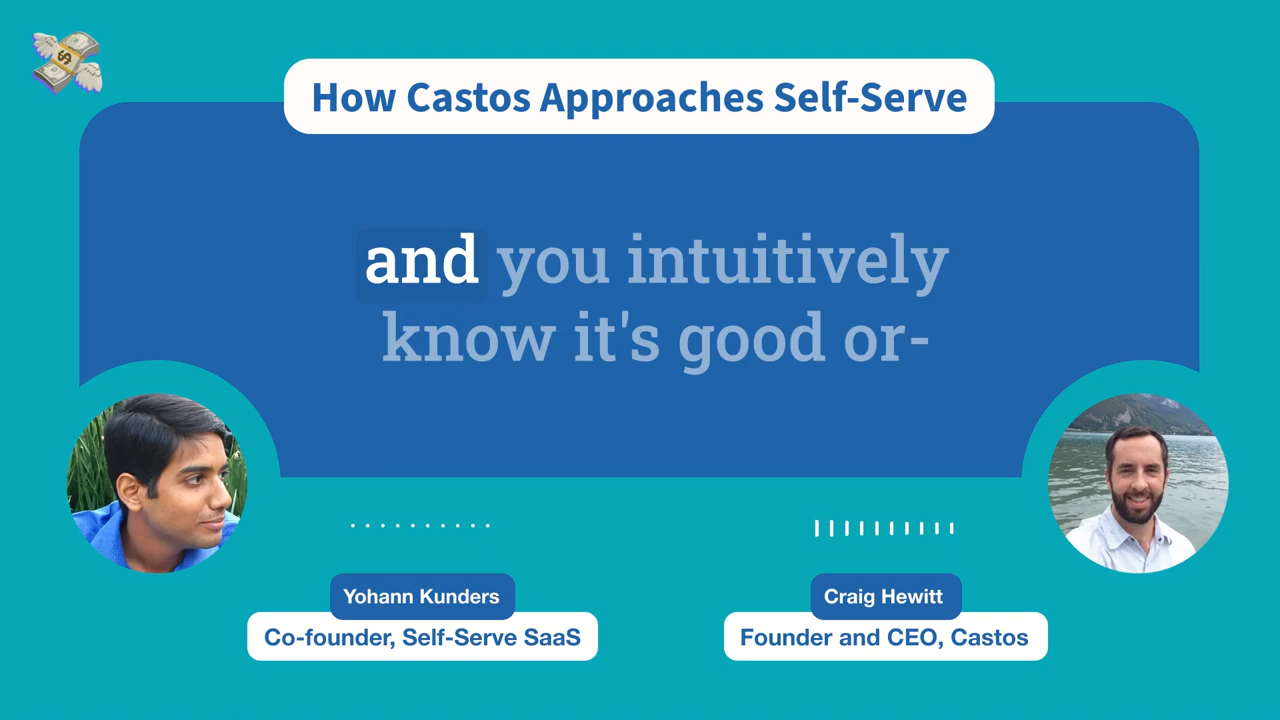 How Castos Approaches Self-Serve
and you intuitively
know it's good or-
Yohann Kunders
Co-founder, Self-Serve SaaS
Craig Hewitt
Founder and CEO, Castos